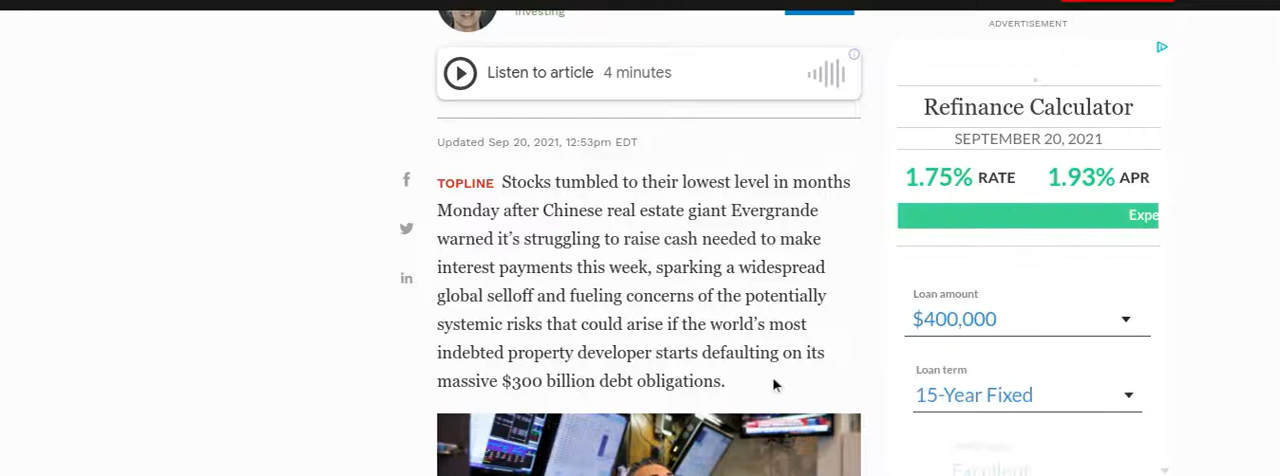 Investing
Listen to article 4 minutes
Updated Sep 20, 2021, 12:53pm EDT
TOPLINE Stocks tumbled to their lowest level in months
Monday after Chinese real estate giant Evergrande
warned it’s struggling to raise cash needed to make
interest payments this week, sparking a widespread
global selloff and fueling concerns of the potentially
systemic risks that could arise if the world’s most
indebted property developer starts defaulting on its
massive $300 billion debt obligations.
ADVERTISEMENT
Refinance Calculator
SEPTEMBER 20, 2021
1.75% RATE 1.93% APR
Expe
Loan amount
$400,000
Loan term
15-Year Fixed
Excellent